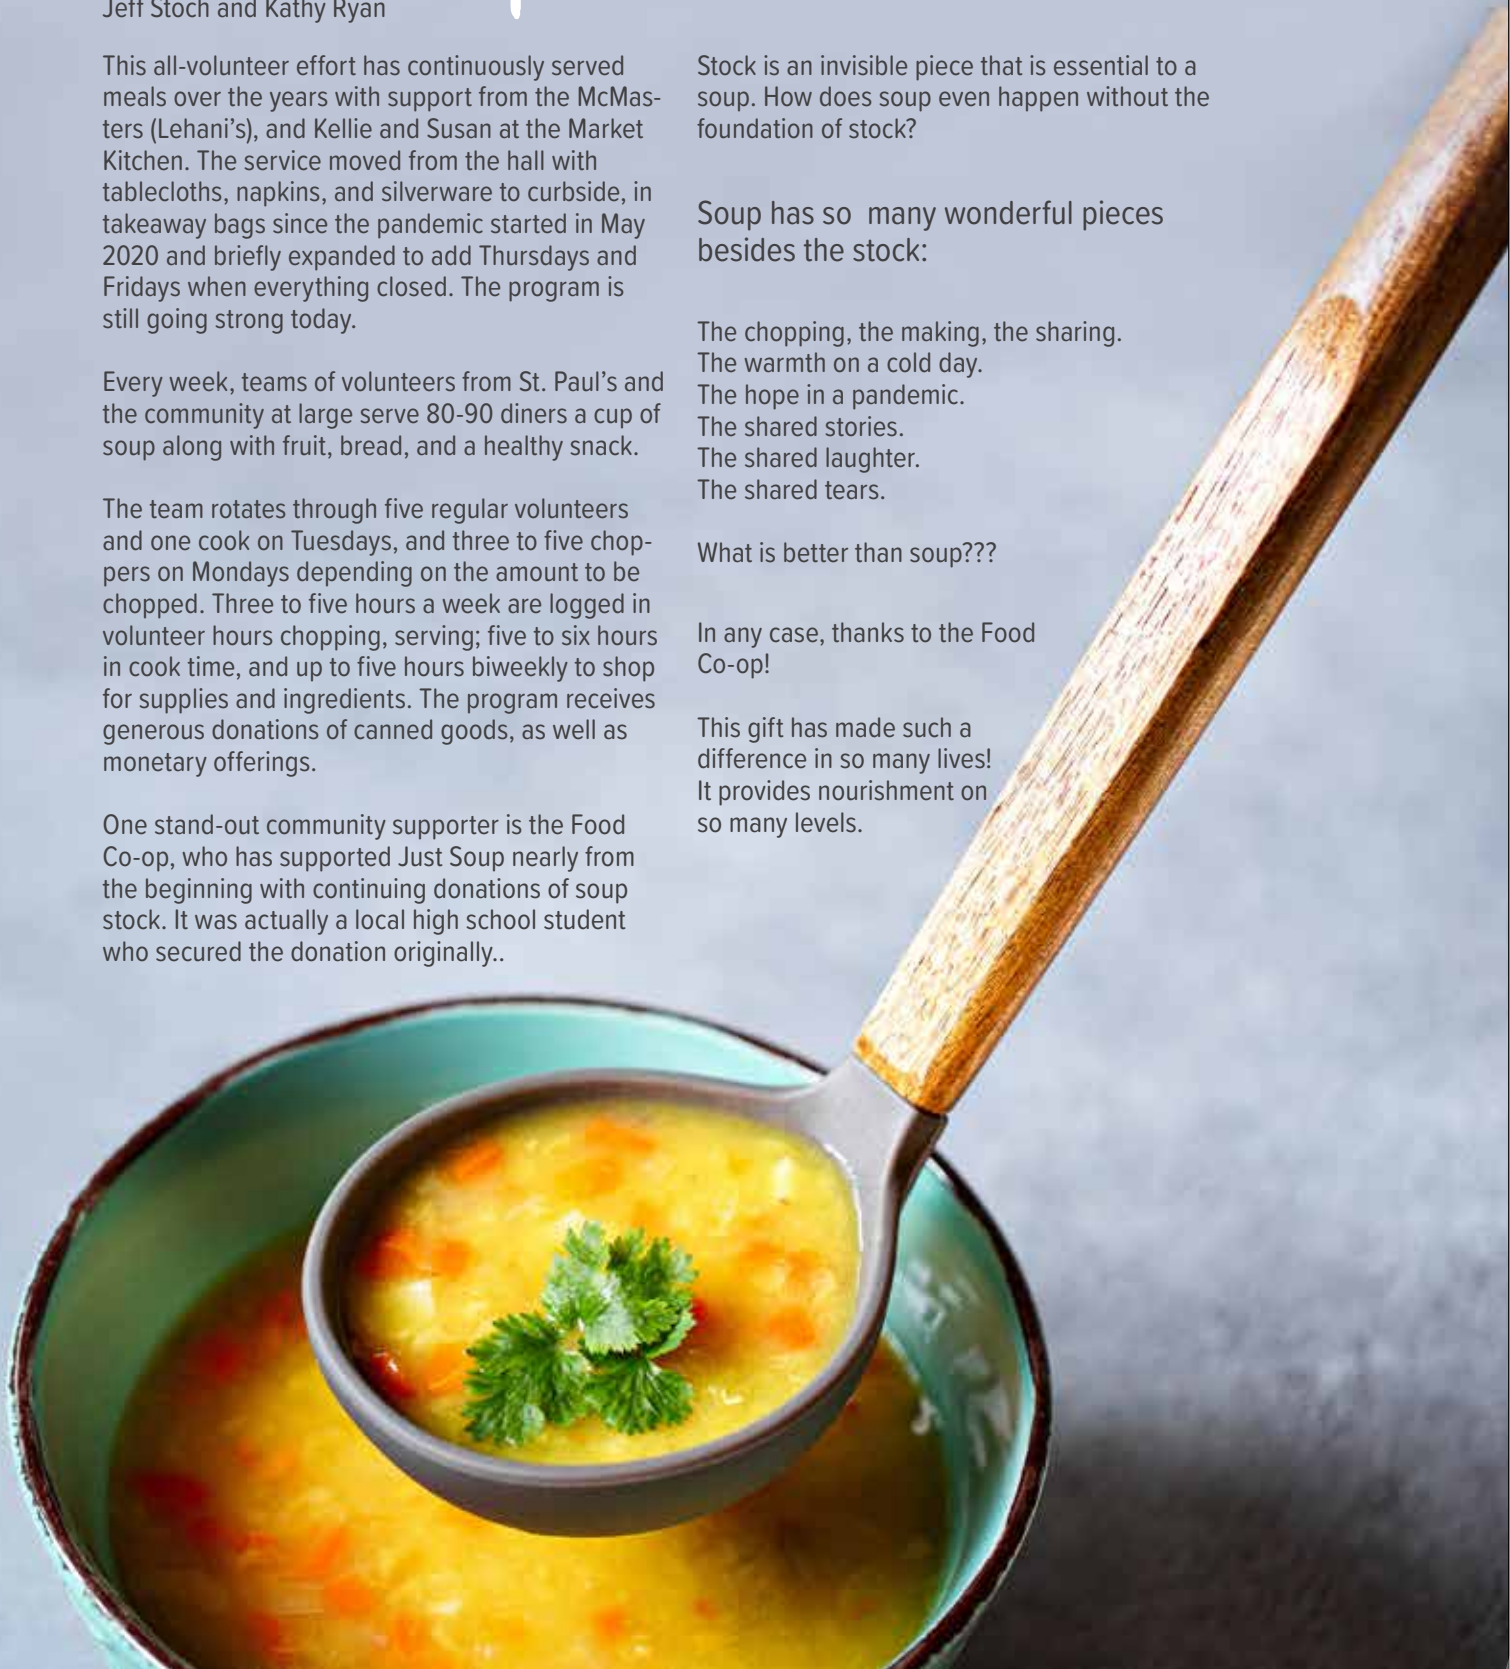 Jeff Stoch and Kathy Ryan
This all-volunteer effort has continuously served
meals over the years with support from the McMas-
ters (Lehani's), and Kellie and Susan at the Market
Kitchen. The service moved from the hall with
tablecloths, napkins, and silverware to curbside, in
takeaway bags since the pandemic started in May
2020 and briefly expanded to add Thursdays and
Fridays when everything closed. The program is
still going strong today.
Every week, teams of volunteers from St. Paul's and
the community at large serve 80-90 diners a cup of
soup along with fruit, bread, and a healthy snack.
The team rotates through five regular volunteers
and one cook on Tuesdays, and three to five chop-
pers on Mondays depending on the amount to be
chopped. Three to five hours a week are logged in
volunteer hours chopping, serving; five to six hours
in cook time, and up to five hours biweekly to shop
for supplies and ingredients. The program receives
generous donations of canned goods, as well as
monetary offerings.
One stand-out community supporter is the Food
Co-op, who has supported Just Soup nearly from
the beginning with continuing donations of soup
stock. It was actually a local high school student
who secured the donation originally..
Stock is an invisible piece that is essential to a
soup. How does soup even happen without the
foundation of stock?
Soup has so  many wonderful pieces
besides the stock:
The chopping, the making, the sharing.
The warmth on a cold day.
The hope in a pandemic.
The shared stories.
The shared laughter.
The shared tears.
What is better than soup???
In any case, thanks to the Food
Co-op!
This gift has made such a
difference in so many lives!
It provides nourishment on
so many levels.